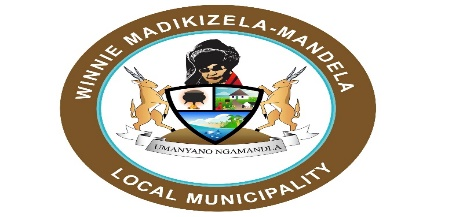 WINNIE MADIKIZELA-MANDELA
UMANYANO NGAMANDLA
LOCAL MUNICIPALITY